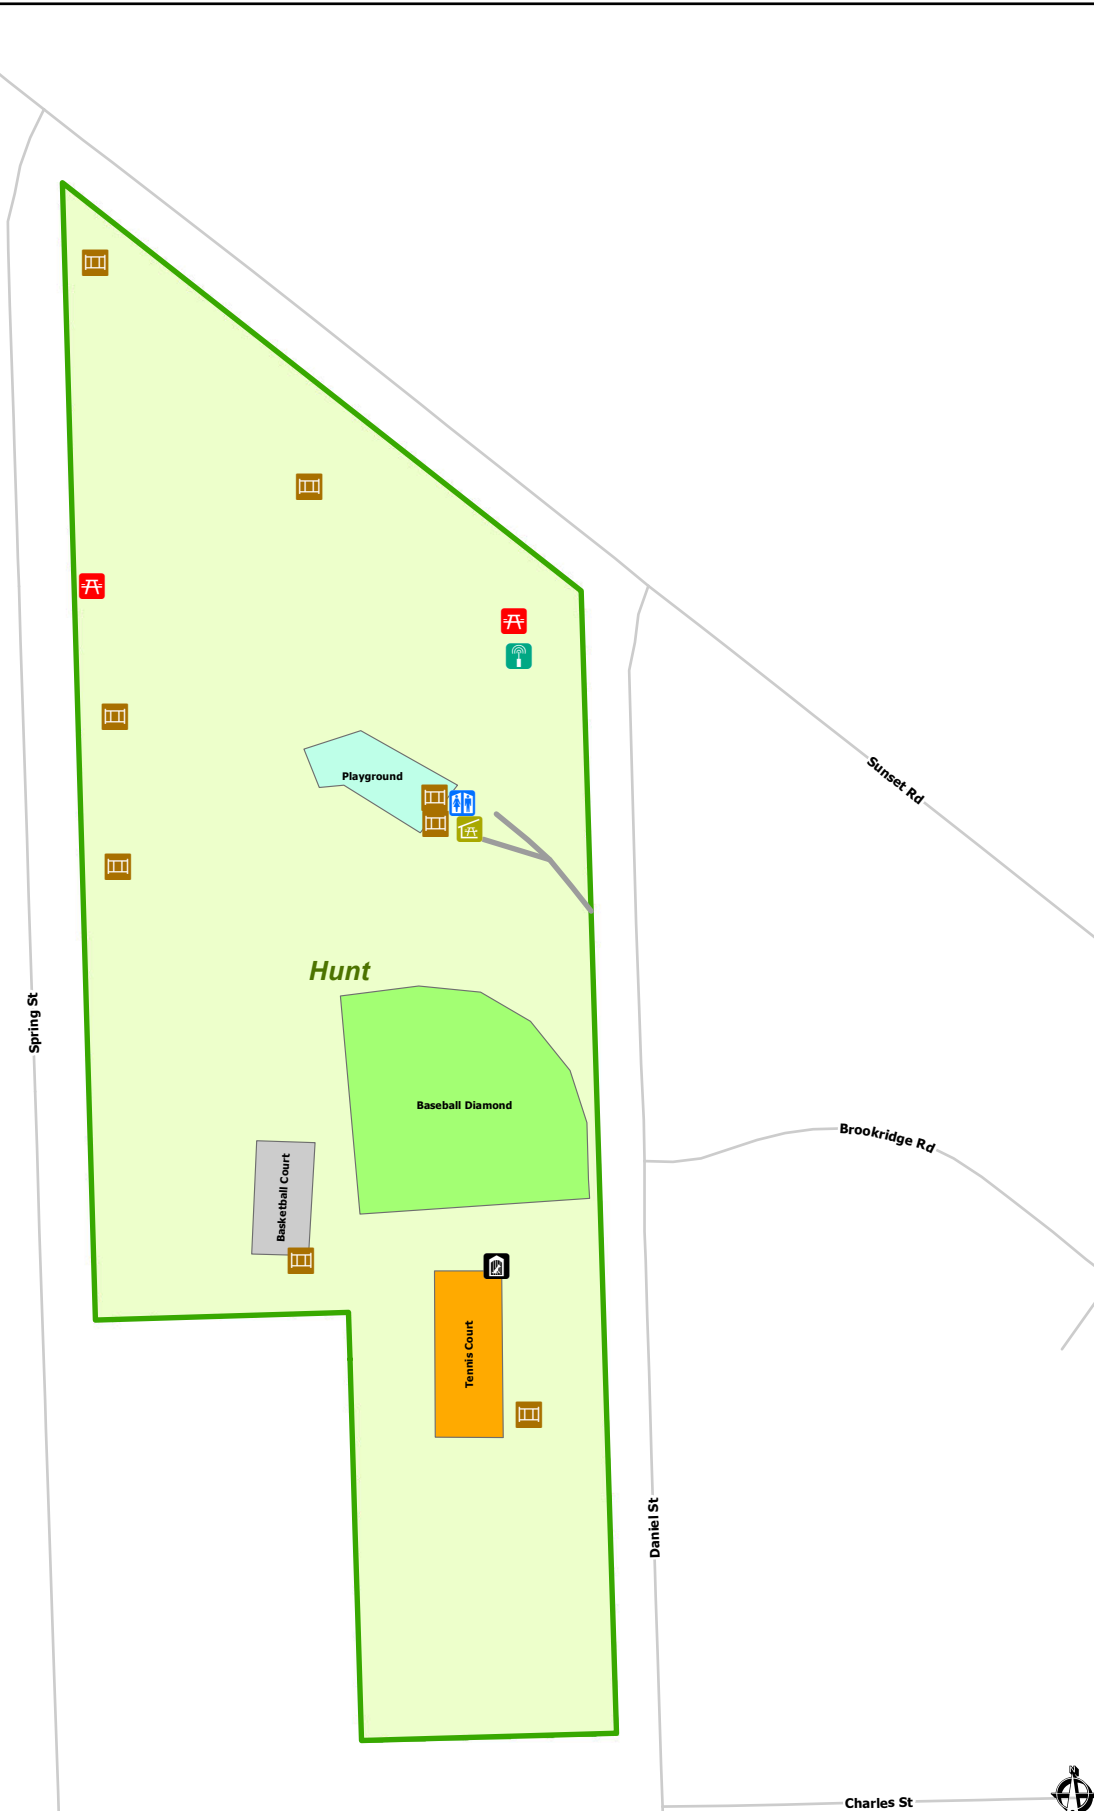 Sunset Rd
Playground
Hunt
Spring St
Baseball Diamond
Brookridge Rd
Basketball Court
Tennis Court
Daniel St
Charles St
N